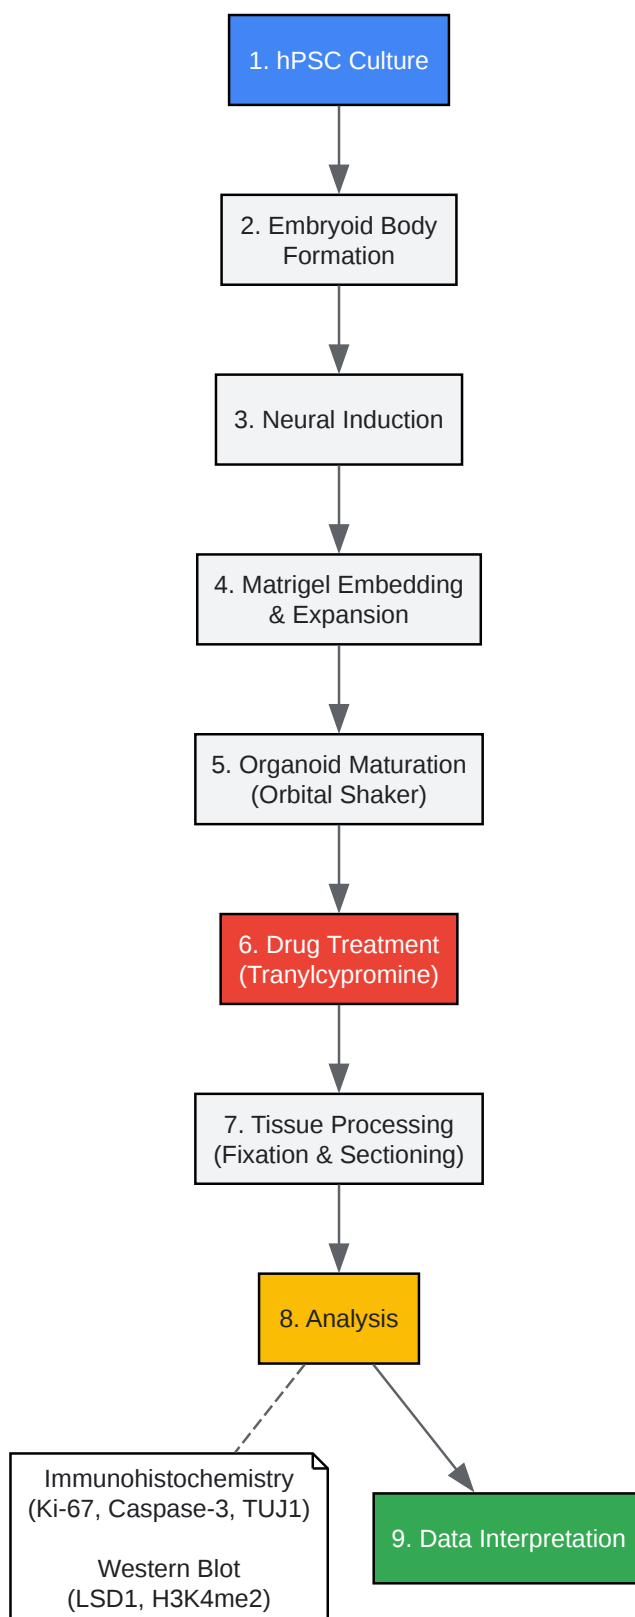 1. hPSC Culture
2. Embryoid Body
Formation
3. Neural Induction
4. Matrigel Embedding
& Expansion
5. Organoid Maturation
(Orbital Shaker)
6. Drug Treatment
(Tranylcypromine)
7. Tissue Processing
(Fixation & Sectioning)
8. Analysis
Immunohistochemistry
(Ki-67, Caspase-3, TUJ1)
Western Blot
(LSD1, H3K4me2)
9. Data Interpretation